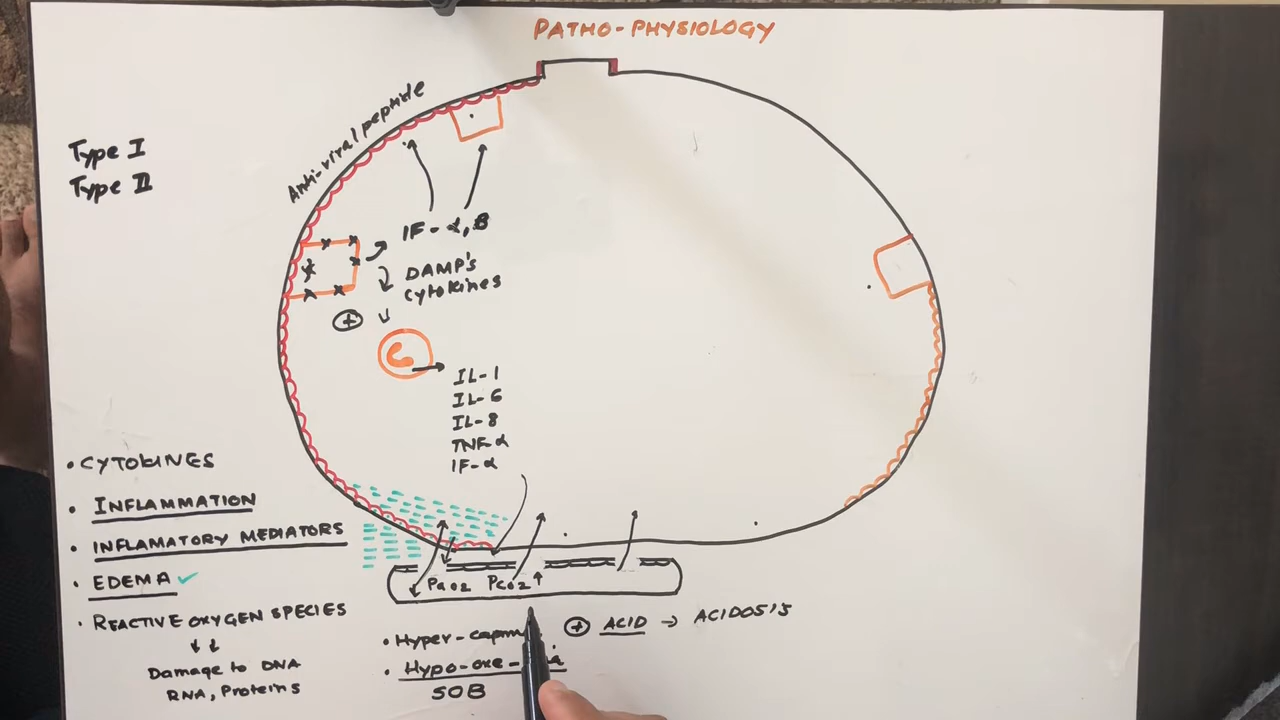 PATHO-PHYSIOLOGY
Anti-viral peptide
Type I
Type II
IF-α,B
DAMP's
Cytokines
+
IL-1
IL-6
IL-8
TNF-α
IF-α
• CYTOKINES
• INFLAMMATION
• INFLAMATORY MEDIATORS
• EDEMA ✓
• REACTIVE OXYGEN SPECIES
↓ ↓
Damage to DNA
RNA, Proteins
PaO2 PCO2↑
• Hyper-capn
+ ACID → ACIDOSIS
• Hypo-oxe-
SOB